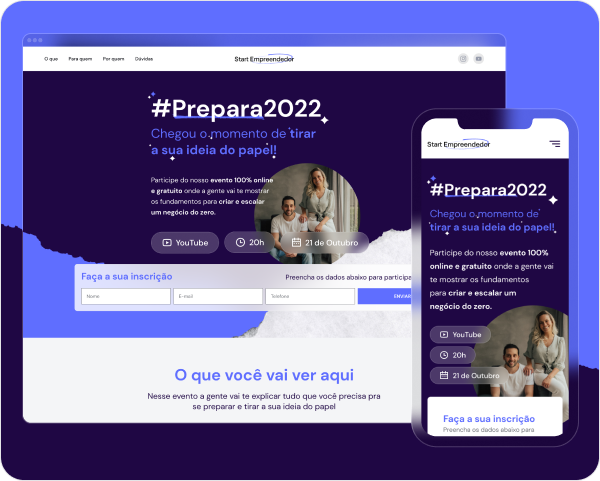 O que
Para quem
Por quem
Dúvidas
Start Empreendedor
#Prepara2022
Chegou o momento de tirar
a sua ideia do papel!
Participe do nosso evento 100% online
e gratuito onde a gente vai te mostrar
os fundamentos para criar e escalar
um negócio do zero.
YouTube
20h
21 de Outubro
Faça a sua inscrição
Preencha os dados abaixo para participa
Nome
E-mail
Telefone
ENVIAR
O que você vai ver aqui
Nesse evento a gente vai te explicar tudo que você precisa pra
se preparar e tirar a sua ideia do papel
Start Empreendedor
#Prepara2022
Chegou o momento de
tirar a sua ideia do papel!
Participe do nosso evento 100%
online e gratuito onde a gente vai
te mostrar os fundamentos
para criar e escalar um
negócio do zero.
YouTube
20h
21 de Outubro
Faça a sua inscrição
Preencha os dados abaixo para